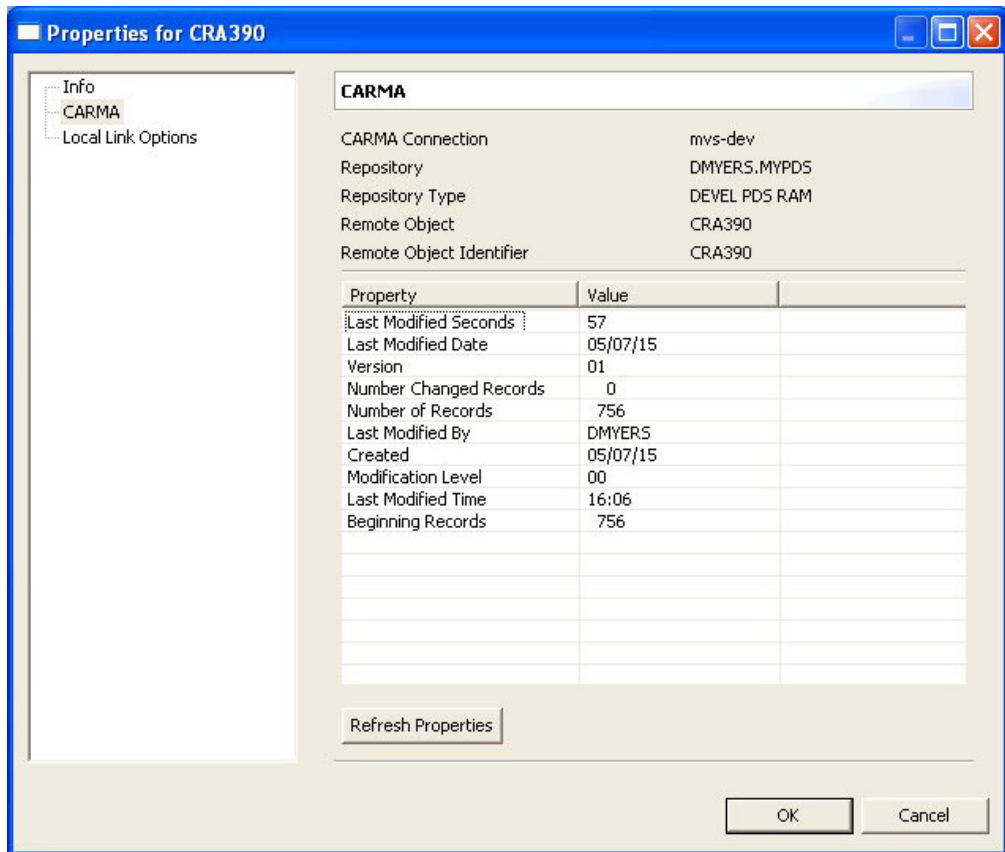 Properties for CRA390
Info
CARMA
Local Link Options
CARMA
CARMA Connection mvs-dev
Repository DMYERS.MYPDS
Repository Type DEVEL PDS RAM
Remote Object CRA390
Remote Object Identifier CRA390
Property Value
Last Modified Seconds 57
Last Modified Date 05/07/15
Version 01
Number Changed Records 0
Number of Records 756
Last Modified By DMYERS
Created 05/07/15
Modification Level 00
Last Modified Time 16:06
Beginning Records 756
Refresh Properties
OK Cancel